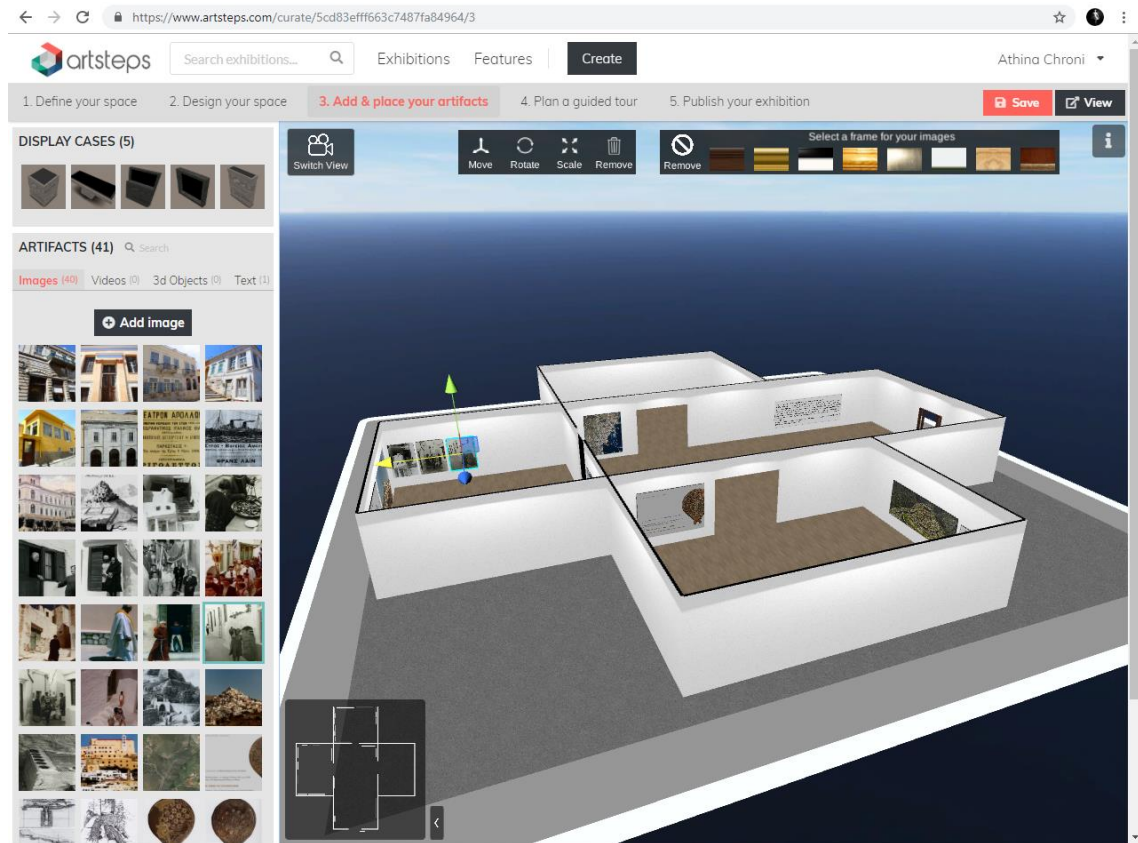 https://www.artsteps.com/curate/5cd83efff663c7487fa84964/3
artsteps
Search exhibitions...
Exhibitions
Features
Create
Athina Chroni
1. Define your space
2. Design your space
3. Add & place your artifacts
4. Plan a guided tour
5. Publish your exhibition
Save
View
DISPLAY CASES (5)
Switch View
Move
Rotate
Scale
Remove
Remove
Select a frame for your images
i
ARTIFACTS (41)
Search
Images (40)
Videos (0)
3d Objects (0)
Text (1)
Add image
ΕΑΤΡΟΝ ΑΠΟΛΛΩ